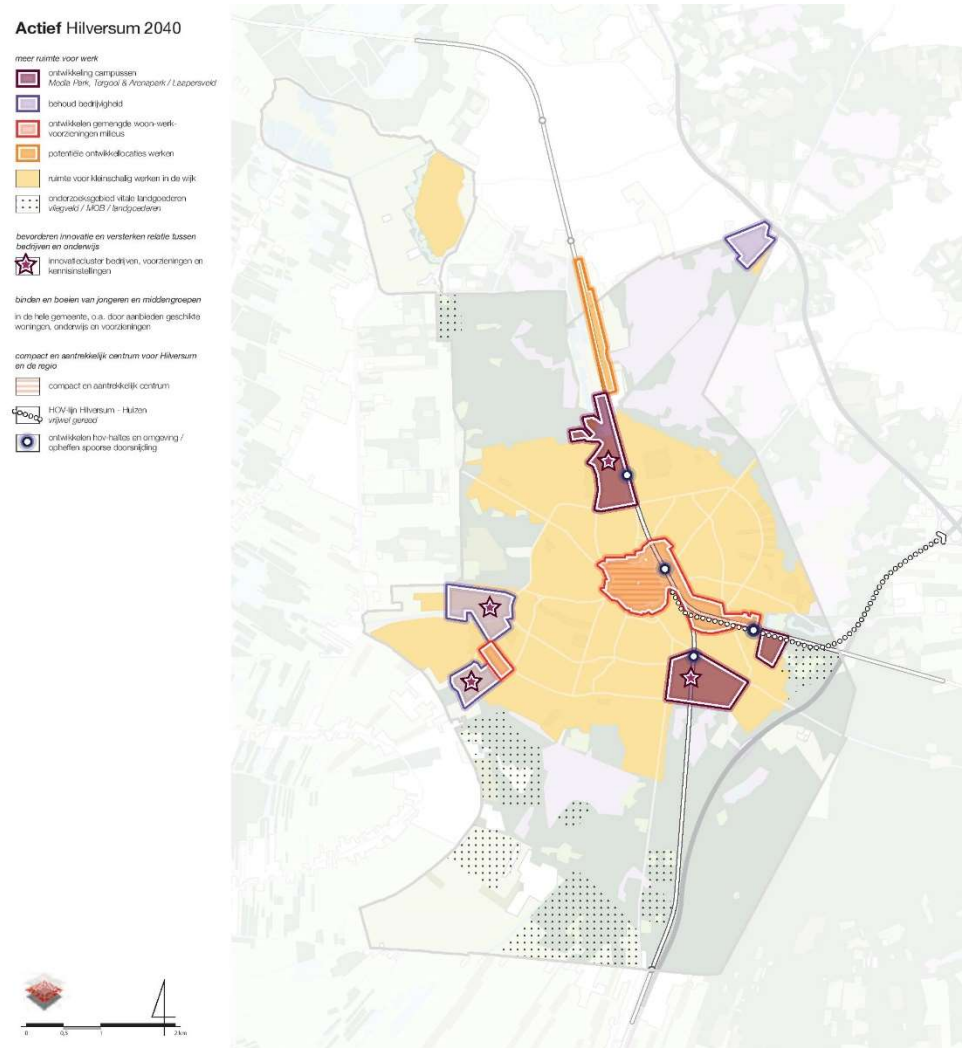 Actief Hilversum 2040
meer ruimte voor werk
ontwikkeling campussen
Media Park, Tergooi & Arenapark / Laapersveld
behoud bedrijvigheid
ontwikkelen gemengde woon-werk-
voorzieningen milieus
potentiële ontwikkellocaties werken
ruimte voor kleinschalig werken in de wijk
onderzoeksgebied vitale landgoederen
vliegveld / MOB / landgoederen
bevorderen innovatie en versterken relatie tussen
bedrijven en onderwijs
innovatiecluster bedrijven, voorzieningen en
kennisinstellingen
binden en boeien van jongeren en middengroepen
in de hele gemeente, o.a. door aanbieden geschikte
woningen, onderwijs en voorzieningen
compact en aantrekkelijk centrum voor Hilversum
en de regio
compact en aantrekkelijk centrum
HOV-lijn Hilversum - Huizen
vrijwel gereed
ontwikkelen hov-haltes en omgeving /
opheffen spoorse doorsnijding
0 0,5 1 2 km